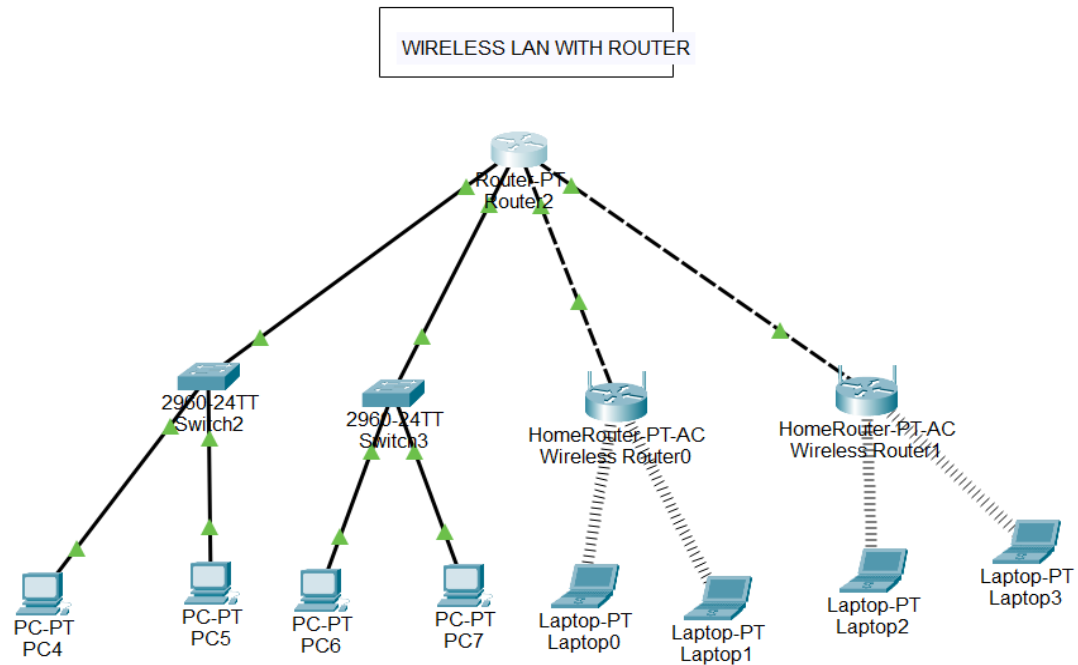 WIRELESS LAN WITH ROUTER
Router-PT
Router2
2960-24TT
Switch2
2960-24TT
Switch3
HomeRouter-PT-AC
Wireless Router0
HomeRouter-PT-AC
Wireless Router1
PC-PT
PC4
PC-PT
PC5
PC-PT
PC6
PC-PT
PC7
Laptop-PT
Laptop0
Laptop-PT
Laptop1
Laptop-PT
Laptop2
Laptop-PT
Laptop3